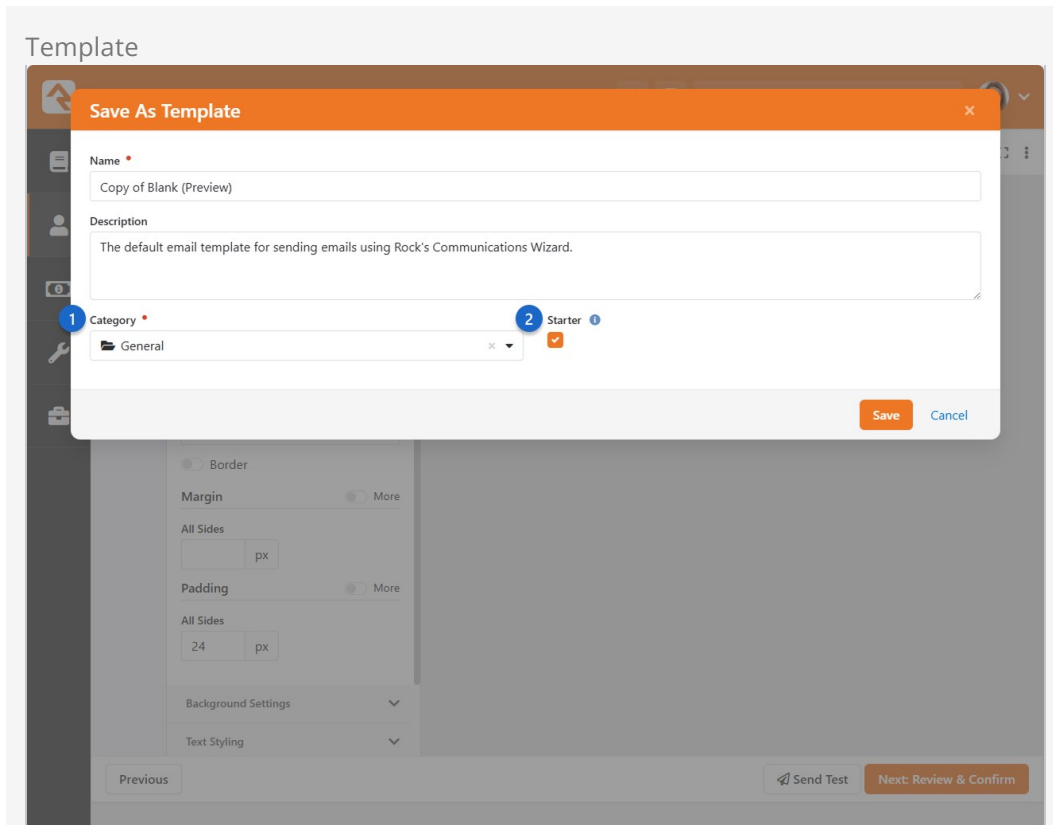 Template
Save As Template ×
Name •
Copy of Blank (Preview)
Description
The default email template for sending emails using Rock's Communications Wizard.
1 Category •
2 Starter
General ×
Save Cancel
Border
Margin More
All Sides
px
Padding More
All Sides
24 px
Background Settings
Text Styling
Previous Send Test Next: Review & Confirm